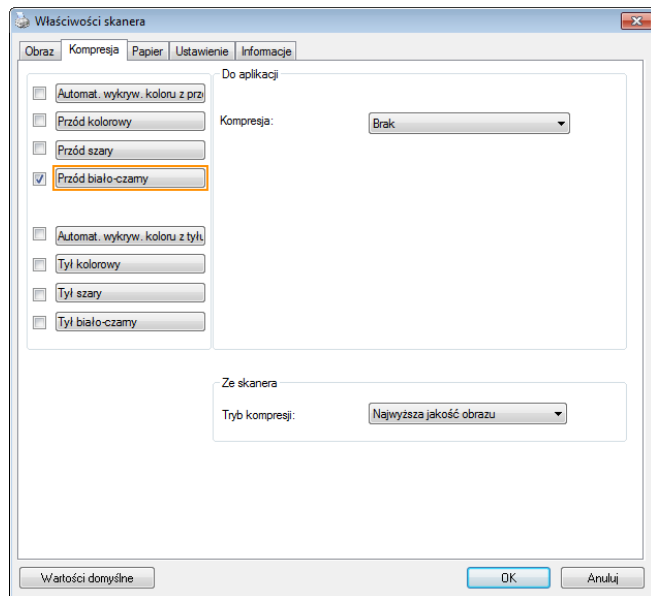 Właściwości skanera
Obraz Kompresja Papier Ustawienie Informacje
Automat. wykryw. koloru z prz
Przód kolorowy
Przód szary
Przód biało-czarny
Automat. wykryw. koloru z tyłu
Tył kolorowy
Tył szary
Tył biało-czarny
Do aplikacji
Kompresja: Brak
Ze skanera
Tryb kompresji: Najwyższa jakość obrazu
Wartości domyślne OK Anuluj